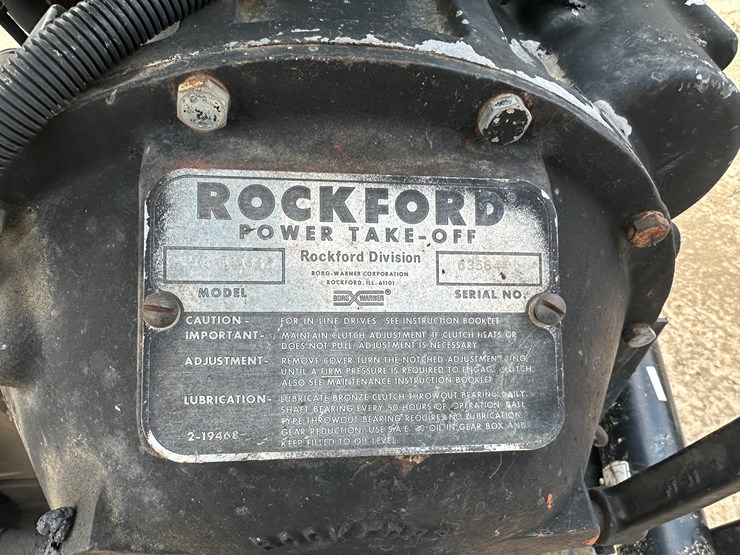 ROCKFORD®
POWER TAKE-OFF
Rockford Division
BORG-WARNER CORPORATION
ROCKFORD, ILL. 61101
BORG WARNER ®
MODEL
SERIAL NO.
CAUTION - FOR IN LINE DRIVES, SEE INSTRUCTION BOOKLET
IMPORTANT- MAINTAIN CLUTCH ADJUSTMENT. IF CLUTCH HEATS OR
DOES NOT PULL, ADJUSTMENT IS NECESSARY.
ADJUSTMENT- REMOVE COVER TURN THE NOTCHED
UNTIL A FIRM PRESSURE IS REQUIRED TO
ALSO SEE MAINTENANCE INSTRUCTION BOOKLET
LUBRICATION- LUBRICATE BRONZE CLUTCH THROWOUT BEARING DAILY.
SHAFT BEARING EVERY 50 HOURS OF OPERATION. BALL
TYPE THROWOUT BEARING REQUIRES NO LUBRICATION.
GEAR REDUCTION: USE S.A.E. OIL IN GEAR BOX AND
2-19468 KEEP FILLED TO OIL LEVEL.
ROCKFORD